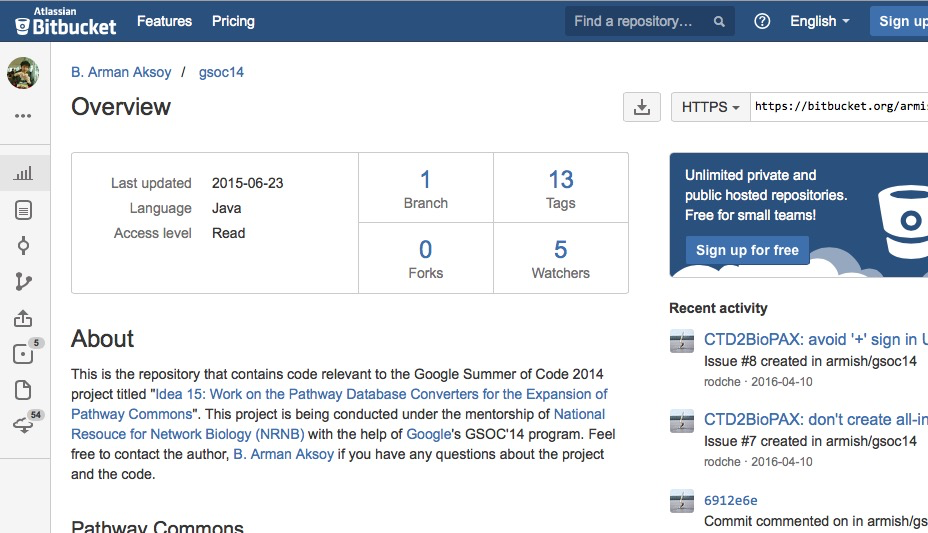 Atlassian
Bitbucket
Features
Pricing
Find a repository...
English
Sign up
B. Arman Aksoy / gsoc14
Overview
HTTPS
https://bitbucket.org/armis
Last updated 2015-06-23
Language Java
Access level Read
1
Branch
13
Tags
0
Forks
5
Watchers
Unlimited private and
public hosted repositories.
Free for small teams!
Sign up for free
5
54
About
This is the repository that contains code relevant to the Google Summer of Code 2014
project titled "Idea 15: Work on the Pathway Database Converters for the Expansion of
Pathway Commons". This project is being conducted under the mentorship of National
Resouce for Network Biology (NRNB) with the help of Google's GSOC'14 program. Feel
free to contact the author, B. Arman Aksoy if you have any questions about the project
and the code.
Pathway Commons
Recent activity
CTD2BioPAX: avoid '+' sign in U
Issue #8 created in armish/gsoc14
rodche · 2016-04-10
CTD2BioPAX: don't create all-in
Issue #7 created in armish/gsoc14
rodche · 2016-04-10
6912e6e
Commit commented on in armish/gs